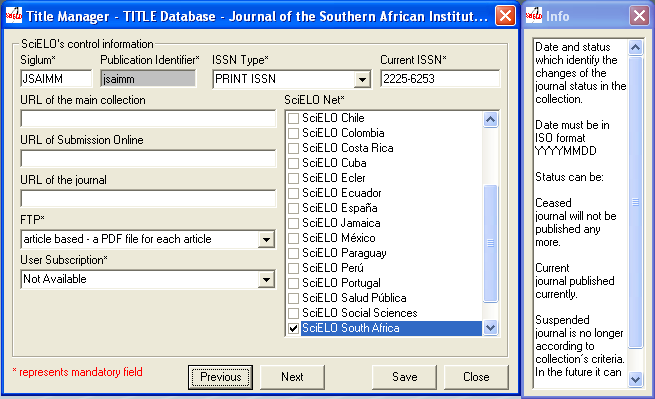 Title Manager - TITLE Database - Journal of the Southern African Institut...
SciELO's control information
Siglum*
Publication Identifier*
ISSN Type*
Current ISSN*
JSAIMM
jsaimm
PRINT ISSN
2225-6253
URL of the main collection
URL of Submission Online
URL of the journal
FTP*
article based - a PDF file for each article
User Subscription*
Not Available
SciELO Net*
SciELO Chile
SciELO Colombia
SciELO Costa Rica
SciELO Cuba
SciELO Ecler
SciELO Ecuador
SciELO España
SciELO Jamaica
SciELO México
SciELO Paraguay
SciELO Perú
SciELO Portugal
SciELO Salud Pública
SciELO Social Sciences
SciELO South Africa
* represents mandatory field
Previous
Next
Save
Close
Info
Date and status
which identify the
changes of the
journal status in the
collection.
Date must be in
ISO format
YYYYMMDD
Status can be:
Ceased
journal will not be
published any
more.
Current
journal published
currently.
Suspended
journal is no longer
according to
collection´s criteria.
In the future it can